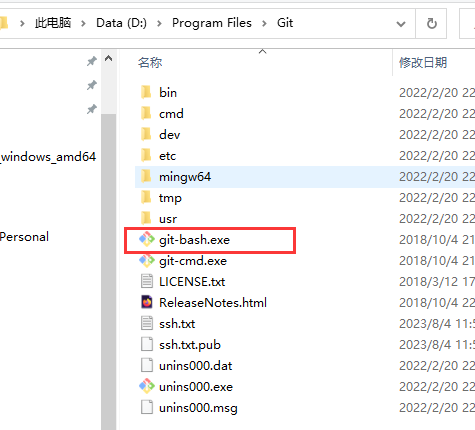 此电脑 > Data (D:) > Program Files > Git
名称 修改日期
bin 2022/2/20 22
cmd 2022/2/20 22
dev 2022/2/20 22
_windows_amd64 etc 2022/2/20 22
mingw64 2022/2/20 22
tmp 2022/2/20 22
usr 2022/2/20 22
Personal git-bash.exe 2018/10/4 21
git-cmd.exe 2018/10/4 21
LICENSE.txt 2018/3/12 17
ReleaseNotes.html 2018/10/4 22
ssh.txt 2023/8/4 11:5
ssh.txt.pub 2023/8/4 11:5
unins000.dat 2022/2/20 22
unins000.exe 2022/2/20 22
unins000.msg 2022/2/20 22